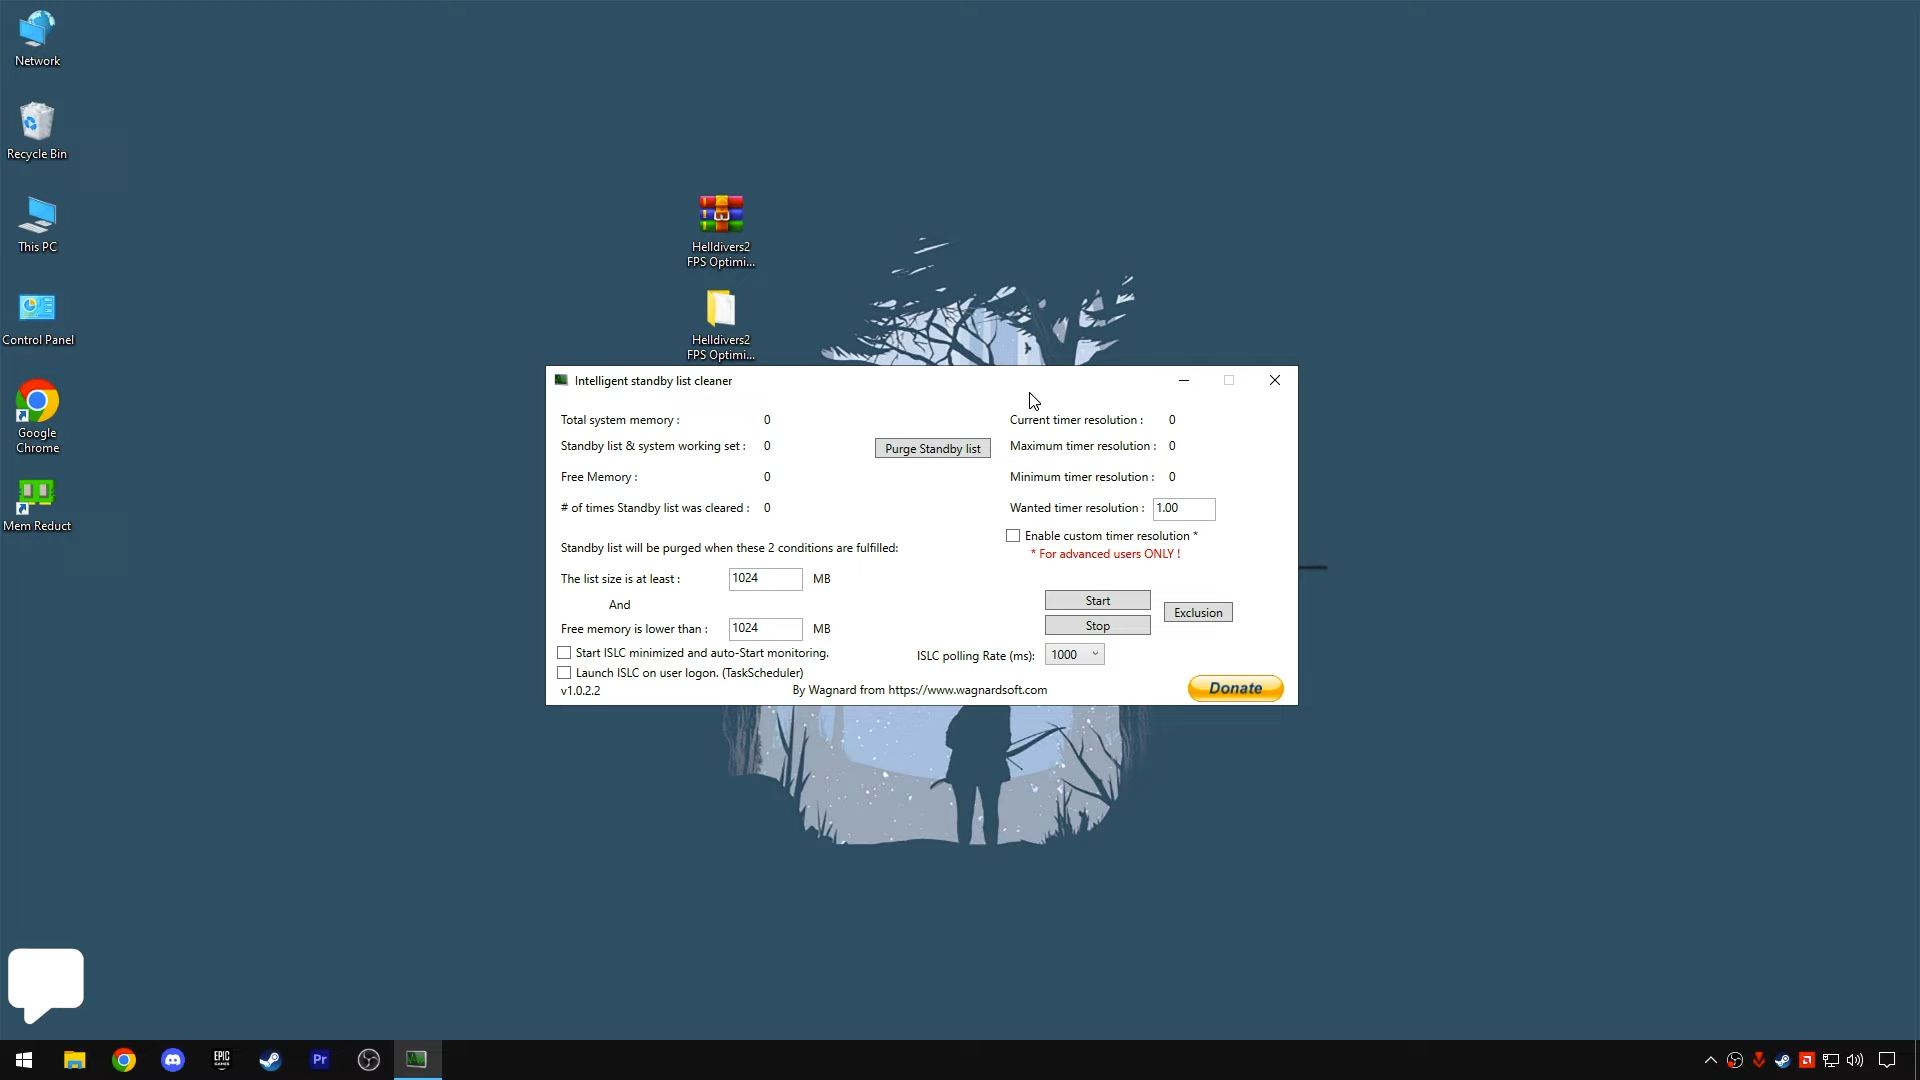 Network
Recycle Bin
This PC
Control Panel
Google
Chrome
Mem Reduct
Helldivers2
FPS Optimi...
Helldivers2
FPS Optimi...
Intelligent standby list cleaner
Total system memory : 0
Standby list & system working set : 0
Purge Standby list
Free Memory : 0
# of times Standby list was cleared : 0
Current timer resolution : 0
Maximum timer resolution : 0
Minimum timer resolution : 0
Wanted timer resolution : 1.00
Enable custom timer resolution *
* For advanced users ONLY !
Standby list will be purged when these 2 conditions are fulfilled:
The list size is at least : 1024 MB
And
Free memory is lower than : 1024 MB
Start
Stop
Exclusion
Start ISLC minimized and auto-Start monitoring.
ISLC polling Rate (ms): 1000
Launch ISLC on user logon. (TaskScheduler)
v1.0.2.2
By Wagnard from https://www.wagnardsoft.com
Donate
EPIC
GAMES
Pr